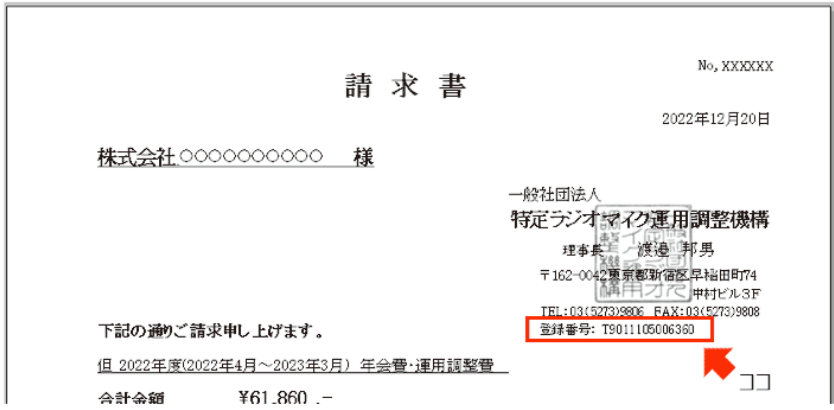 No,XXXXXX
請求書
2022年12月20日
株式会社○○○○○○○○○○ 様
一般社団法人
特定ラジオマイク運用調整機構
理事長 渡邉 邦男
〒162-0042東京都新宿区早稲田町74
中村ビル3F
TEL:03(5273)9806 FAX:03(5273)9808
登録番号: T9011105006360
下記の通りご請求申し上げます。
但 2022年度(2022年4月～2023年3月) 年会費・運用調整費
ココ
合計金額 ¥61,860 .-